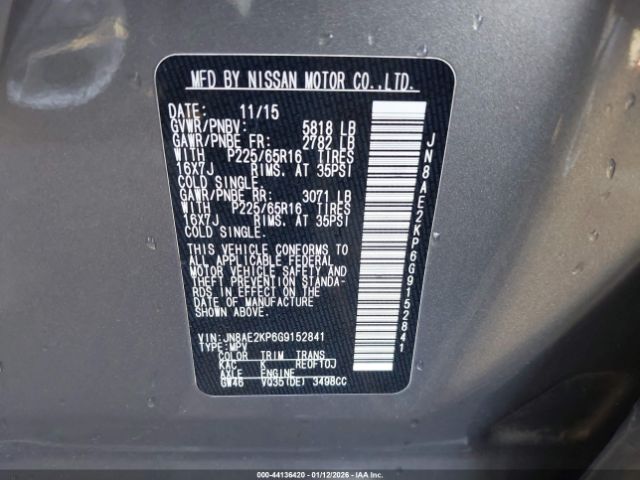 MFD BY NISSAN MOTOR CO.,LTD.
DATE: 11/15
GVWR/PNBV: 5818 LB
GAWR/PNBE FR: 2782 LB
WITH P225/65R16 TIRES
16X7J RIMS. AT 35PSI
COLD SINGLE.
GAWR/PNBE RR: 3071 LB
WITH P225/65R16 TIRES
16X7J RIMS. AT 35PSI
COLD SINGLE.
THIS VEHICLE CONFORMS TO
ALL APPLICABLE FEDERAL
MOTOR VEHICLE SAFETY AND
THEFT PREVENTION STANDA-
RDS IN EFFECT ON THE
DATE OF MANUFACTURE
SHOWN ABOVE.
VIN: JN8AE2KP6G9152841
TYPE: MPV
COLOR TRIM TRANS
KAC K RE0F10J
AXLE ENGINE
GW46 VQ35(DE) 3498CC
JN8AE2KP6G9152841
000-44136420 - 01/12/2026 - IAAI.COM